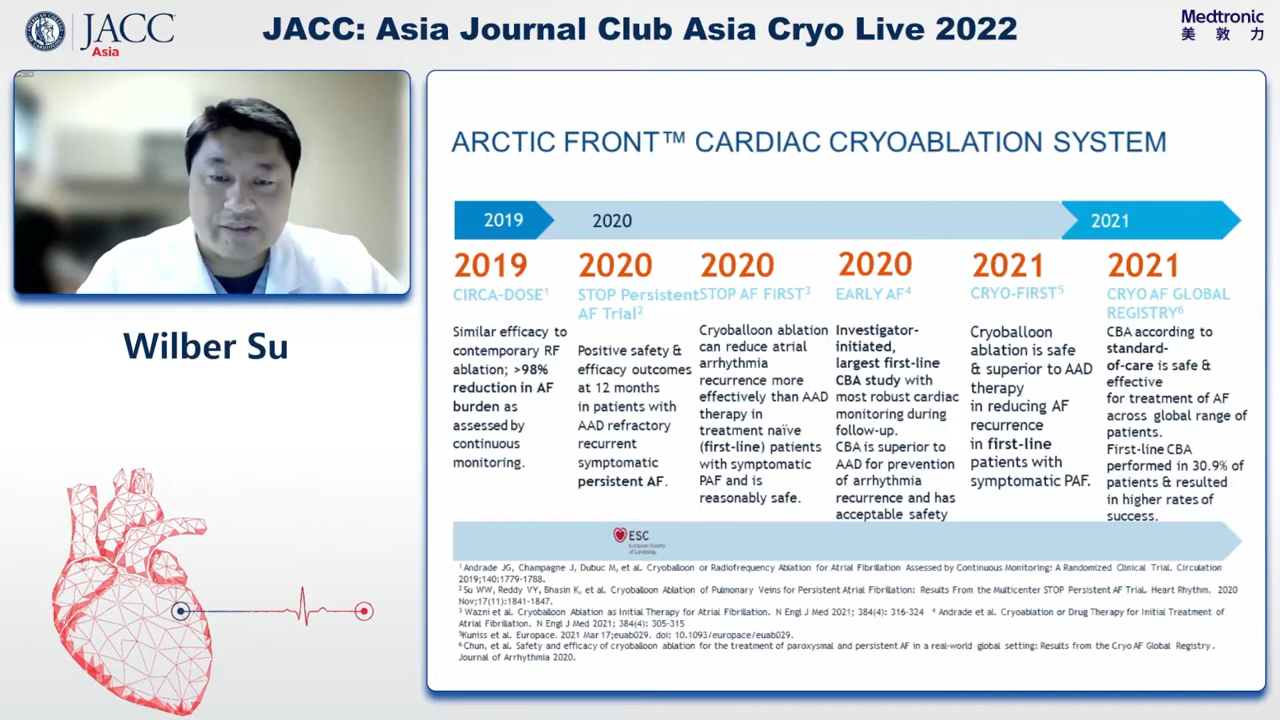 JACC
Asia
JACC: Asia Journal Club Asia Cryo Live 2022
Medtronic
美敦力
Wilber Su
ARCTIC FRONT™ CARDIAC CRYOABLATION SYSTEM
2019
2020
2021
2019
CIRCA-DOSE¹
Similar efficacy to
contemporary RF
ablation; >98%
reduction in AF
burden as
assessed by
continuous
monitoring.
2020
STOP Persistent
AF Trial²
Positive safety &
efficacy outcomes
at 12 months
in patients with
AAD refractory
recurrent
symptomatic
persistent AF.
2020
STOP AF FIRST³
Cryoballoon ablation
can reduce atrial
arrhythmia
recurrence more
effectively than AAD
therapy in
treatment naïve
(first-line) patients
with symptomatic
PAF and is
reasonably safe.
2020
EARLY AF⁴
Investigator-
initiated,
largest first-line
CBA study with
most robust cardiac
monitoring during
follow-up.
CBA is superior to
AAD for prevention
of arrhythmia
recurrence and has
acceptable safety
2021
CRYO-FIRST⁵
Cryoballoon
ablation is safe
& superior to AAD
therapy
in reducing AF
recurrence
in first-line
patients with
symptomatic PAF.
2021
CRYO AF GLOBAL
REGISTRY⁶
CBA according to
standard-
of-care is safe &
effective
for treatment of AF
across global range of
patients.
First-line CBA
performed in 30.9% of
patients & resulted
in higher rates of
success.
ESC
European Society
of Cardiology
¹Andrade JG, Champagne J, Dubuc M, et al. Cryoballoon or Radiofrequency Ablation for Atrial Fibrillation Assessed by Continuous Monitoring: A Randomized Clinical Trial. Circulation
2019;140:1779-1788.
²Su WW, Reddy VY, Bhasin K, et al. Cryoballoon Ablation of Pulmonary Veins for Persistent Atrial Fibrillation: Results From the Multicenter STOP Persistent AF Trial. Heart Rhythm. 2020
Nov;17(11):1841-1847.
³ Wazni et al. Cryoballoon Ablation as Initial Therapy for Atrial Fibrillation. N Engl J Med 2021; 384(4): 316-324 ⁴ Andrade et al. Cryoablation or Drug Therapy for Initial Treatment of
Atrial Fibrillation. N Engl J Med 2021; 384(4): 305-315
⁵Kuniss et al. Europace. 2021 Mar 17;euab029. doi: 10.1093/europace/euab029.
⁶Chun, et al. Safety and efficacy of cryoballoon ablation for the treatment of paroxysmal and persistent AF in a real-world global setting: Results from the Cryo AF Global Registry.
Journal of Arrhythmia 2020.